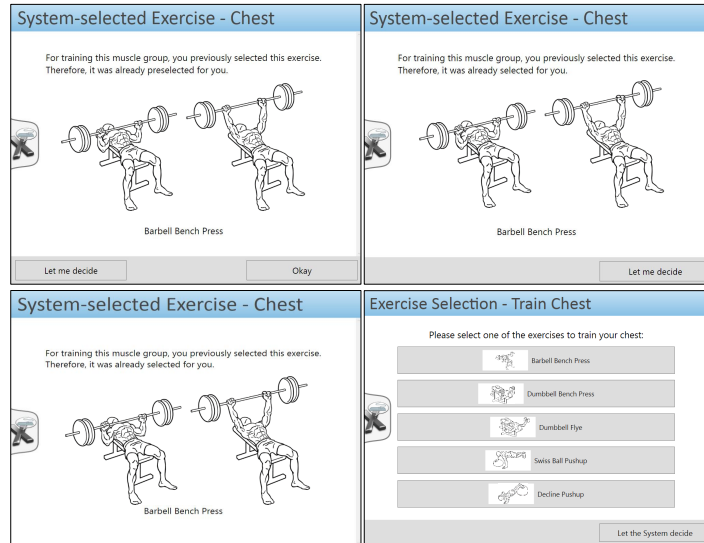 System-selected Exercise - Chest
For training this muscle group, you previously selected this exercise.
Therefore, it was already preselected for you.
Barbell Bench Press
Let me decide
Okay
System-selected Exercise - Chest
For training this muscle group, you previously selected this exercise.
Therefore, it was already selected for you.
Barbell Bench Press
Let me decide
System-selected Exercise - Chest
For training this muscle group, you previously selected this exercise.
Therefore, it was already selected for you.
Barbell Bench Press
Exercise Selection - Train Chest
Please select one of the exercises to train your chest:
Barbell Bench Press
Dumbbell Bench Press
Dumbbell Flye
Swiss Ball Pushup
Decline Pushup
Let the System decide